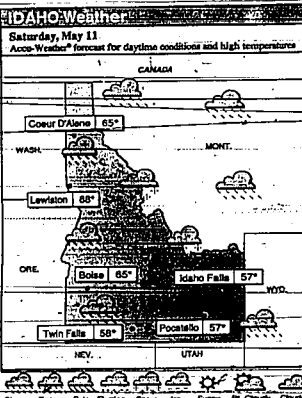 IDAHO Weather
Saturday, May 11
Accu-Weather® forecast for daytime conditions and high temperatures
CANADA
Coeur D'Alene 65°
WASH.
MONT.
Lewiston 68°
ORE.
Boise 65°
Idaho Falls 57°
WYO.
Twin Falls 58°
Pocatello 57°
NEV.
UTAH